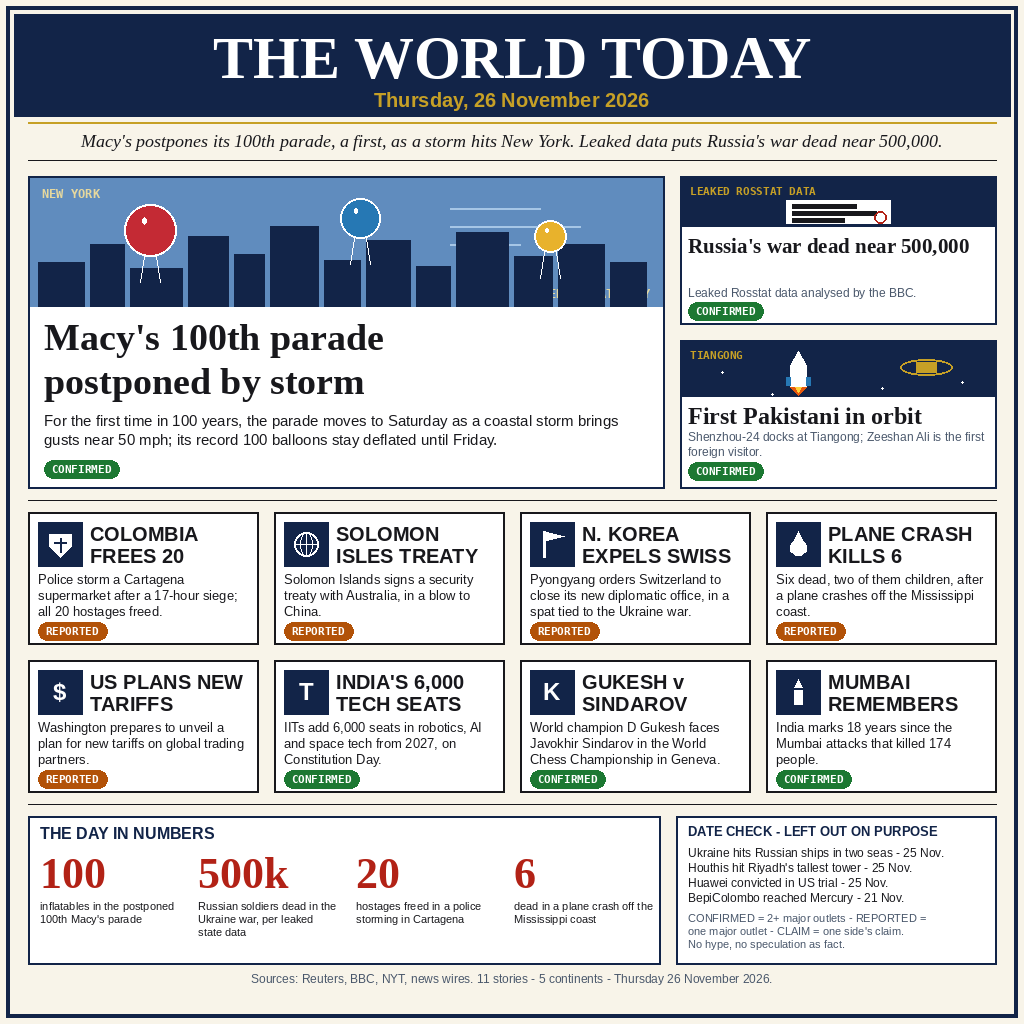 THE WORLD TODAY
Thursday, 26 November 2026
Macy's postpones its 100th parade, a first, as a storm hits New York. Leaked data puts Russia's war dead near 500,000.
NEW YORK
Macy's 100th parade
postponed by storm
For the first time in 100 years, the parade moves to Saturday as a coastal storm brings
gusts near 50 mph; its record 100 balloons stay deflated until Friday.
CONFIRMED
LEAKED ROSSTAT DATA
Russia's war dead near 500,000
Leaked Rosstat data analysed by the BBC.
CONFIRMED
TIANGONG
First Pakistani in orbit
Shenzhou-24 docks at Tiangong; Zeeshan Ali is the first
foreign visitor.
CONFIRMED
COLOMBIA
FREES 20
Police storm a Cartagena
supermarket after a 17-hour siege;
all 20 hostages freed.
REPORTED
SOLOMON
ISLES TREATY
Solomon Islands signs a security
treaty with Australia, in a blow to
China.
REPORTED
N. KOREA
EXPELS SWISS
Pyongyang orders Switzerland to
close its new diplomatic office, in a
spat tied to the Ukraine war.
REPORTED
PLANE CRASH
KILLS 6
Six dead, two of them children, after
a plane crashes off the Mississippi
coast.
REPORTED
$
US PLANS NEW
TARIFFS
Washington prepares to unveil a
plan for new tariffs on global trading
partners.
REPORTED
T
INDIA'S 6,000
TECH SEATS
IITs add 6,000 seats in robotics, AI
and space tech from 2027, on
Constitution Day.
CONFIRMED
K
GUKESH v
SINDAROV
World champion D Gukesh faces
Javokhir Sindarov in the World
Chess Championship in Geneva.
CONFIRMED
MUMBAI
REMEMBERS
India marks 18 years since the
Mumbai attacks that killed 174
people.
CONFIRMED
THE DAY IN NUMBERS
100
inflatables in the postponed
100th Macy's parade
500k
Russian soldiers dead in the
Ukraine war, per leaked
state data
20
hostages freed in a police
storming in Cartagena
6
dead in a plane crash off the
Mississippi coast
DATE CHECK - LEFT OUT ON PURPOSE
Ukraine hits Russian ships in two seas - 25 Nov.
Houthis hit Riyadh's tallest tower - 25 Nov.
Huawei convicted in US trial - 25 Nov.
BepiColombo reached Mercury - 21 Nov.
CONFIRMED = 2+ major outlets - REPORTED =
one major outlet - CLAIM = one side's claim.
No hype, no speculation as fact.
Sources: Reuters, BBC, NYT, news wires. 11 stories - 5 continents - Thursday 26 November 2026.